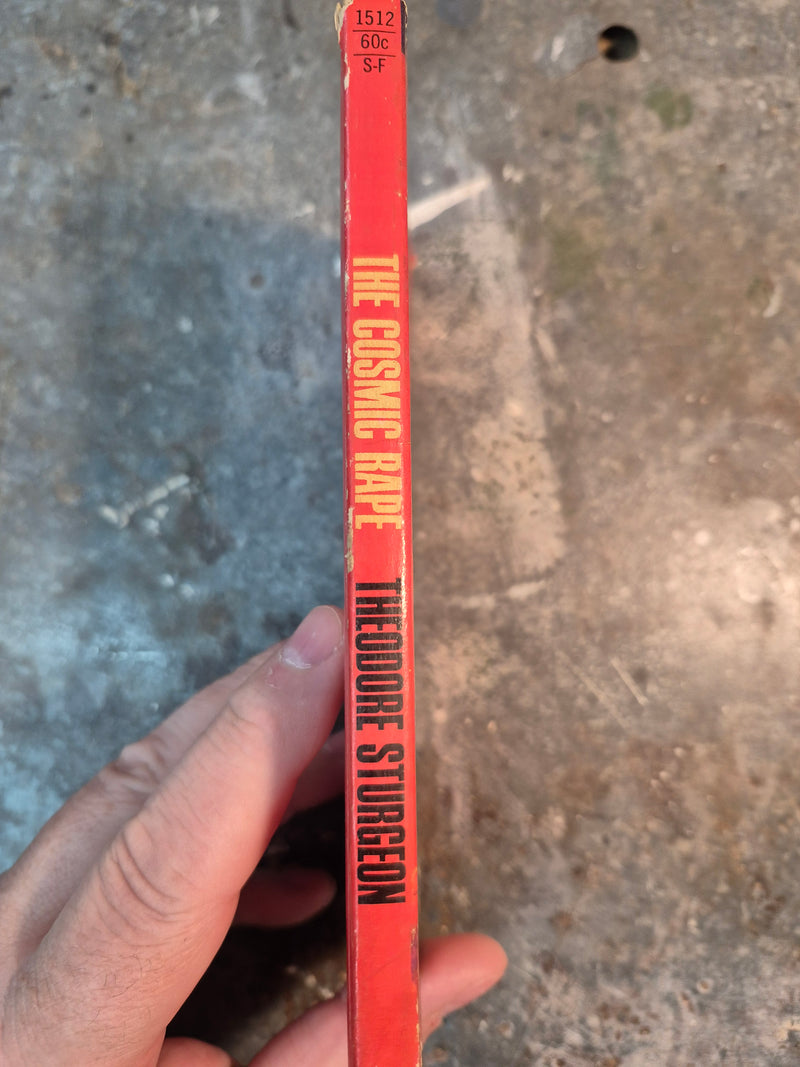 1512
60c
S-F
THE COSMIC RAPE
THEODORE STURGEON